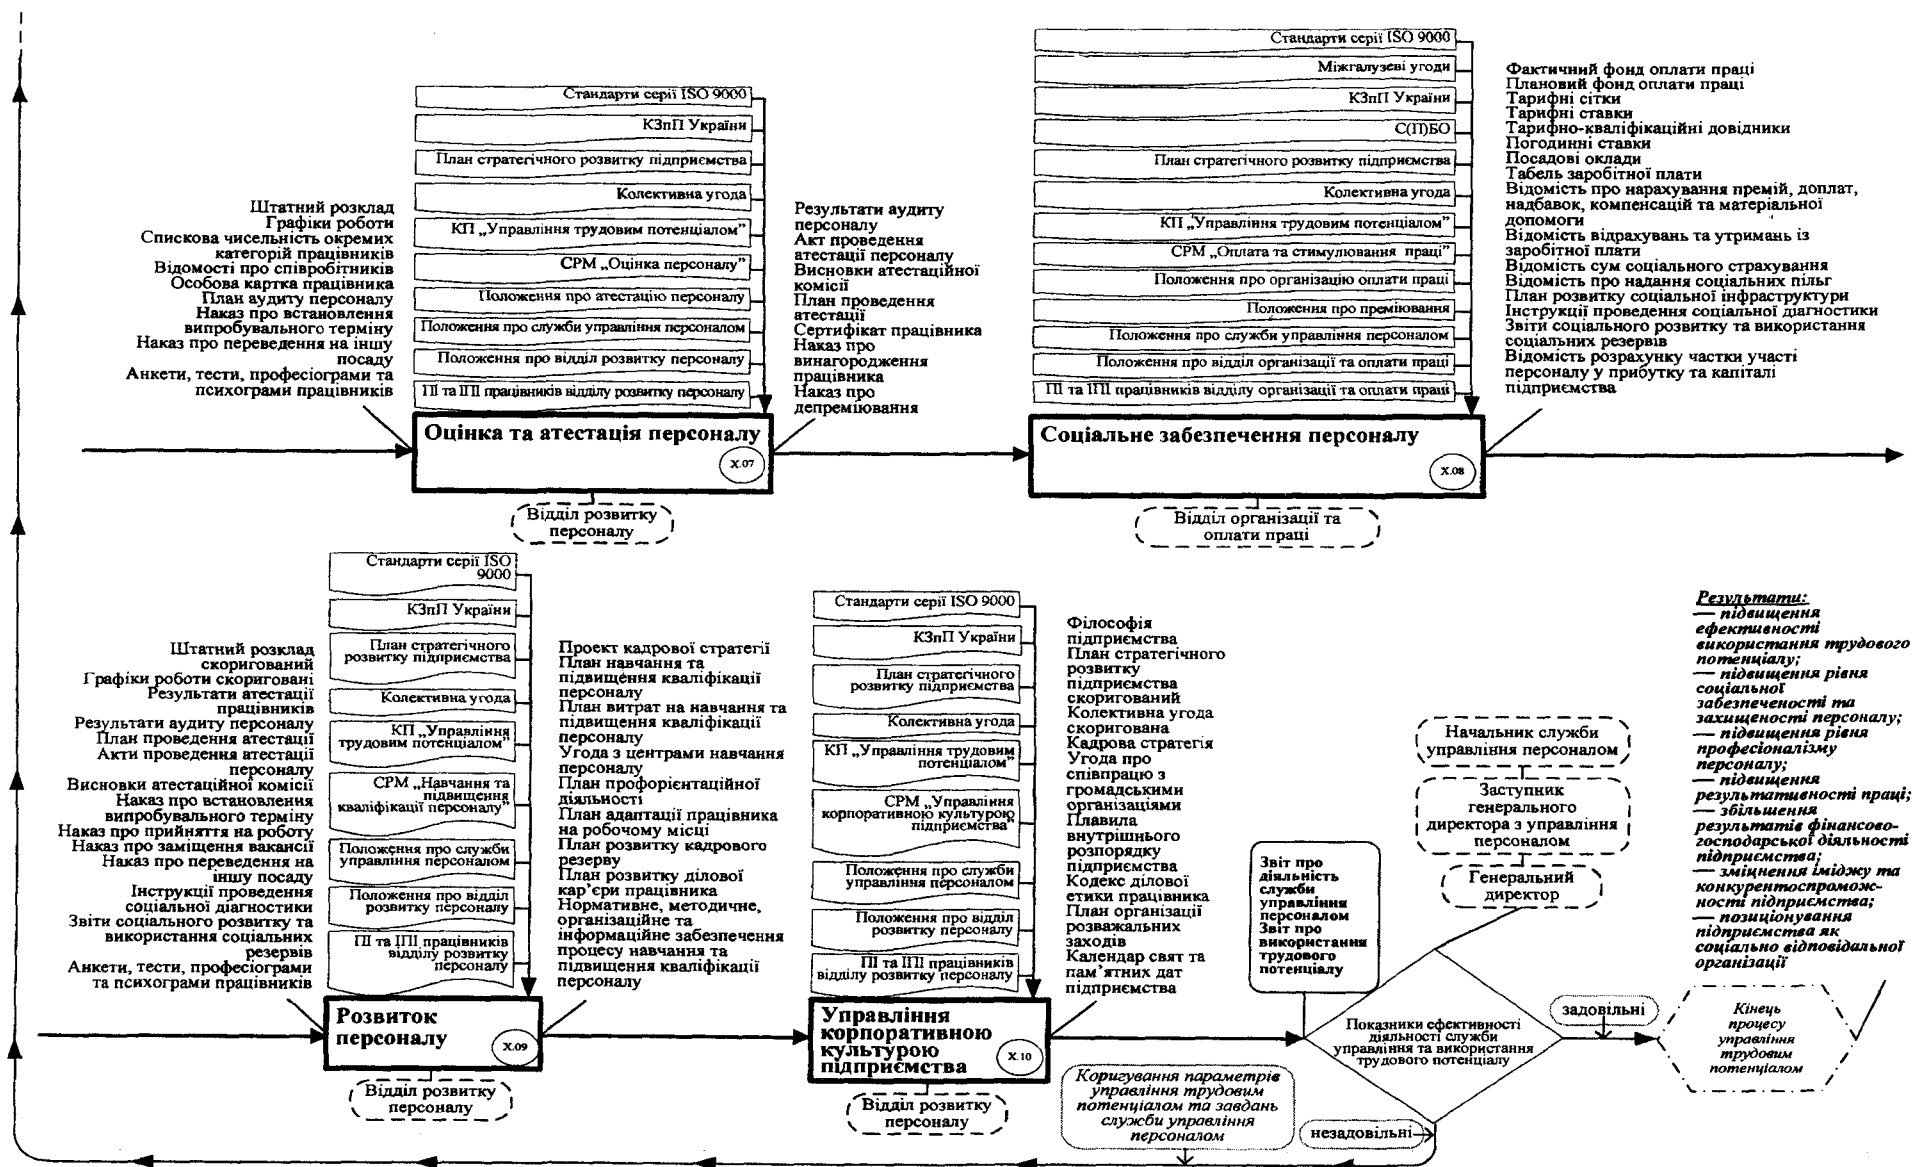 Стандарти серії ISO 9000
КЗпП України
План стратегічного розвитку підприємства
Колективна угода
КП „Управління трудовим потенціалом”
СРМ „Оцінка персоналу”
Положення про атестацію персоналу
Положення про служби управління персоналом
Положення про відділ розвитку персоналу
ПІ та ІПІ працівників відділу розвитку персоналу
Штатний розклад
Графіки роботи
Спискова чисельність окремих
категорій працівників
Відомості про співробітників
Особова картка працівника
План аудиту персоналу
Наказ про встановлення
випробувального терміну
Наказ про переведення на іншу
посаду
Анкети, тести, професіограми та
психограми працівників
Оцінка та атестація персоналу
Х.07
Відділ розвитку
персоналу
Результати аудиту
персоналу
Акт проведення
атестації персоналу
Висновки атестаційної
комісії
План проведення
атестації
Сертифікат працівника
Наказ про
винагородження
працівника
Наказ про
депреміювання
Стандарти серії ISO 9000
Міжгалузеві угоди
КЗпП України
С(П)БО
План стратегічного розвитку підприємства
Колективна угода
КП „Управління трудовим потенціалом”
СРМ „Оплата та стимулювання праці”
Положення про організацію оплати праці
Положення про преміювання
Положення про служби управління персоналом
Положення про відділ організації та оплати праці
ПІ та ІПІ працівників відділу організації та оплати праці
Соціальне забезпечення персоналу
Х.08
Відділ організації та
оплати праці
Фактичний фонд оплати праці
Плановий фонд оплати праці
Тарифні сітки
Тарифні ставки
Тарифно-кваліфікаційні довідники
Погодинні ставки
Посадові оклади
Табель заробітної плати
Відомість про нарахування премій, доплат,
надбавок, компенсацій та матеріальної
допомоги
Відомість відрахувань та утримань із
заробітної плати
Відомість сум соціального страхування
Відомість про надання соціальних пільг
План розвитку соціальної інфраструктури
Інструкції проведення соціальної діагностики
Звіти соціального розвитку та використання
соціальних резервів
Відомість розрахунку частки участі
персоналу у прибутку та капіталі
підприємства
Стандарти серії ISO
9000
КЗпП України
План стратегічного
розвитку підприємства
Колективна угода
КП „Управління
трудовим потенціалом”
СРМ „Навчання та
підвищення
кваліфікації персоналу”
Положення про служби
управління персоналом
Положення про відділ
розвитку персоналу
ПІ та ІПІ працівників
відділу розвитку
персоналу
Штатний розклад
скоригований
Графіки роботи скориговані
Результати атестації
працівників
Результати аудиту персоналу
План проведення атестації
Акти проведення атестації
персоналу
Висновки атестаційної комісії
Наказ про встановлення
випробувального терміну
Наказ про прийняття на роботу
Наказ про заміщення вакансії
Наказ про переведення на
іншу посаду
Інструкції проведення
соціальної діагностики
Звіти соціального розвитку та
використання соціальних
резервів
Анкети, тести, професіограми
та психограми працівників
Розвиток
персоналу
Х.09
Відділ розвитку
персоналу
Проект кадрової стратегії
План навчання та
підвищення кваліфікації
персоналу
План витрат на навчання та
підвищення кваліфікації
персоналу
Угода з центрами навчання
персоналу
План профорієнтаційної
діяльності
План адаптації працівника
на робочому місці
План розвитку кадрового
резерву
План розвитку ділової
кар’єри працівника
Нормативне, методичне,
організаційне та
інформаційне забезпечення
процесу навчання та
підвищення кваліфікації
персоналу
Стандарти серії ISO 9000
КЗпП України
План стратегічного
розвитку підприємства
Колективна угода
КП „Управління трудовим
потенціалом”
СРМ „Управління
корпоративною культурою
підприємства”
Положення про служби
управління персоналом
Положення про відділ
розвитку персоналу
ПІ та ІПІ працівників
відділу розвитку персоналу
Управління
корпоративною
культурою
підприємства
Х.10
Відділ розвитку
персоналу
Філософія
підприємства
План стратегічного
розвитку
підприємства
скоригований
Колективна угода
скоригована
Кадрова стратегія
Угода про
співпрацю з
громадськими
організаціями
Плавила
внутрішнього
розпорядку
підприємства
Кодекс ділової
етики працівника
План організації
розважальних
заходів
Календар свят та
пам’ятних дат
підприємства
Звіт про
діяльність
служби
управління
персоналом
Звіт про
використання
трудового
потенціалу
Начальник служби
управління персоналом
Заступник
генерального
директора з управління
персоналом
Генеральний
директор
Показники ефективності
діяльності служби
управління та використання
трудового потенціалу
задовільні
незадовільні
Коригування параметрів
управління трудовим
потенціалом та завдань
служби управління
персоналом
Кінець
процесу
управління
трудовим
потенціалом
Результати:
— підвищення
ефективності
використання трудового
потенціалу;
— підвищення рівня
соціальної
забезпеченості та
захищеності персоналу;
— підвищення рівня
професіоналізму
персоналу;
— підвищення
результативності праці;
— збільшення
результатів фінансово-
господарської діяльності
підприємства;
— зміцнення іміджу та
конкурентоспромож-
ності підприємства;
— позиціонування
підприємства як
соціально відповідальної
організації